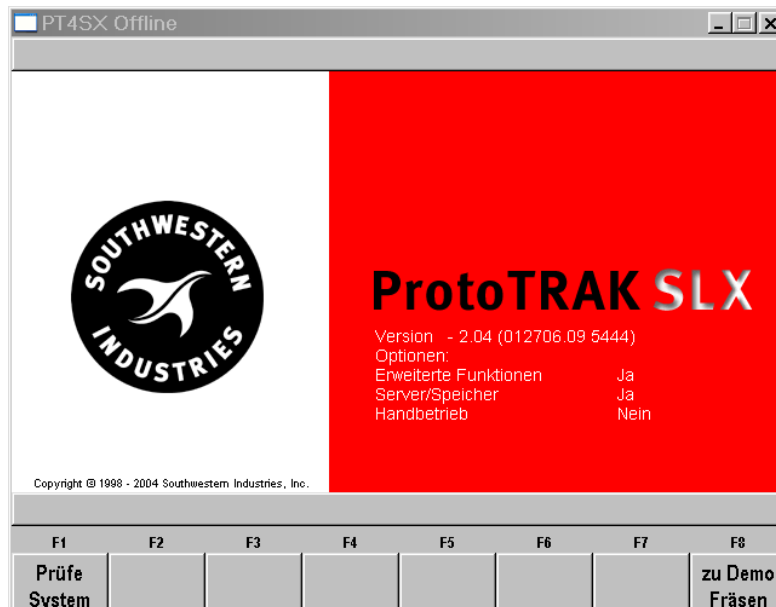 PT4SX Offline
SOUTHWESTERN
INDUSTRIES
ProtoTRAK SLX
Version - 2.04 (012706.09 5444)
Optionen:
Erweiterte Funktionen Ja
Server/Speicher Ja
Handbetrieb Nein
Copyright © 1998 - 2004 Southwestern Industries, Inc.
F1 F2 F3 F4 F5 F6 F7 F8
Prüfe zu Demo
System Fräsen